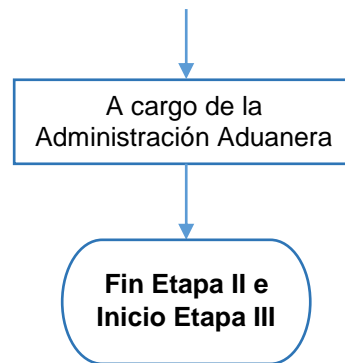 A cargo de la
Administración Aduanera
Fin Etapa II e
Inicio Etapa III